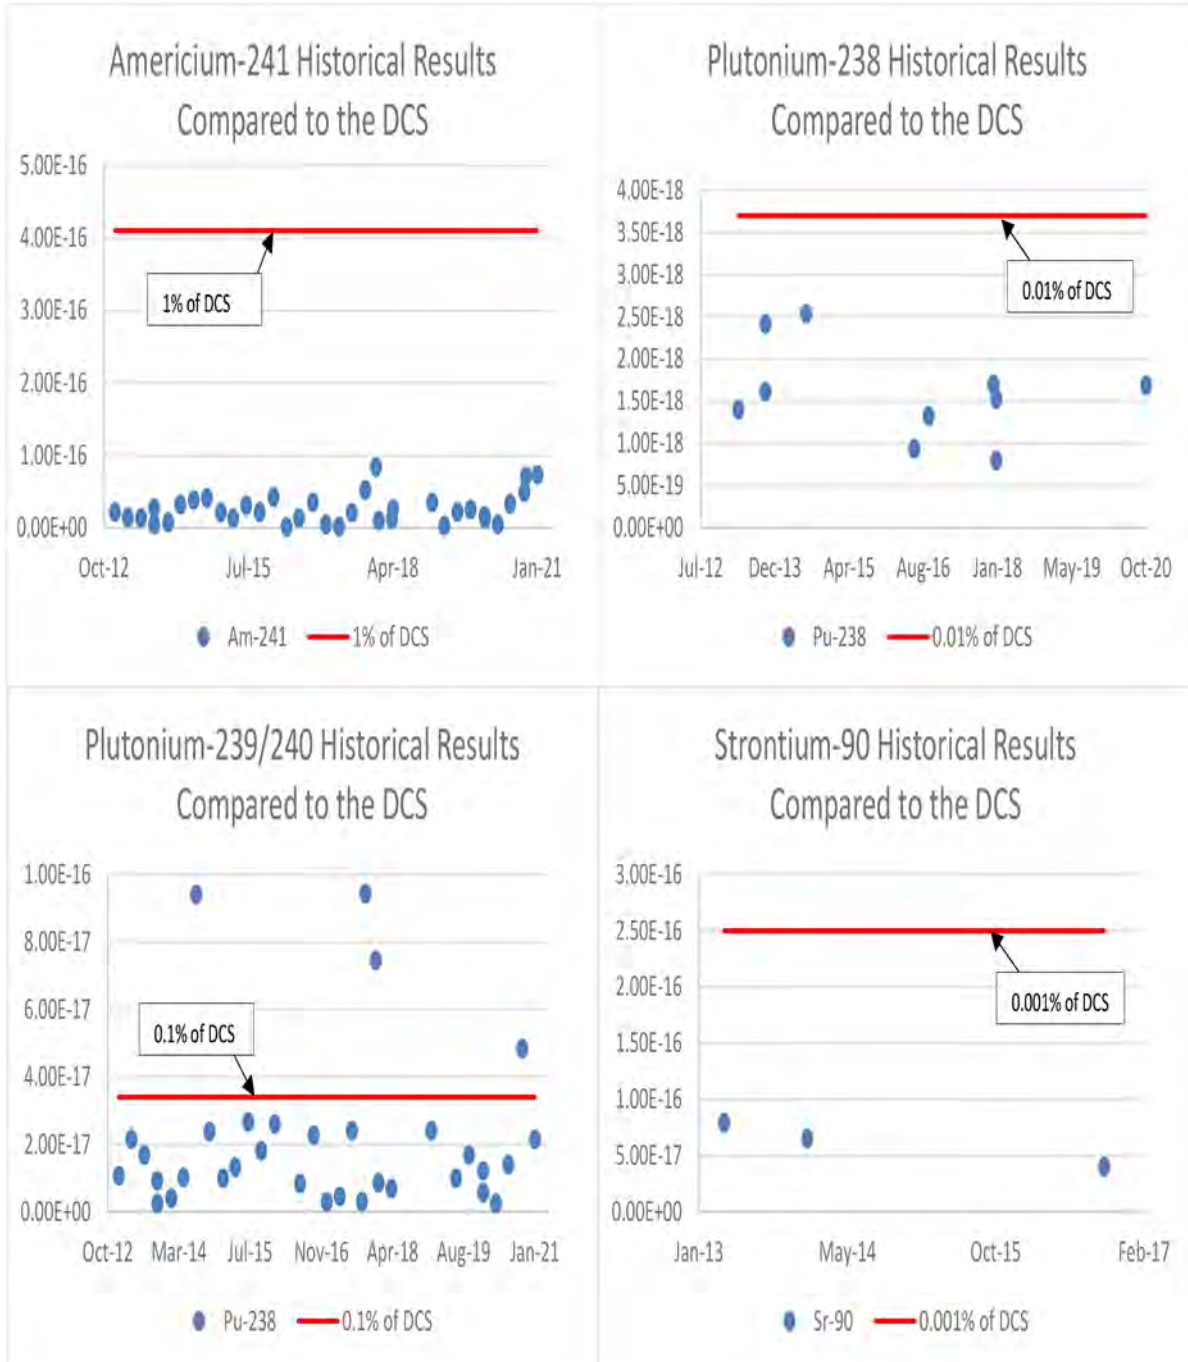 Americium-241 Historical Results
Compared to the DCS
5.00E-16
4.00E-16
3.00E-16
2.00E-16
1.00E-16
0.00E+00
1% of DCS
Oct-12 Jul-15 Apr-18 Jan-21
Am-241 1% of DCS
Plutonium-238 Historical Results
Compared to the DCS
4.00E-18
3.50E-18
3.00E-18
2.50E-18
2.00E-18
1.50E-18
1.00E-18
5.00E-19
0.00E+00
0.01% of DCS
Jul-12 Dec-13 Apr-15 Aug-16 Jan-18 May-19 Oct-20
Pu-238 0.01% of DCS
Plutonium-239/240 Historical Results
Compared to the DCS
1.00E-16
8.00E-17
6.00E-17
4.00E-17
2.00E-17
0.00E+00
0.1% of DCS
Oct-12 Mar-14 Jul-15 Nov-16 Apr-18 Aug-19 Jan-21
Pu-238 0.1% of DCS
Strontium-90 Historical Results
Compared to the DCS
3.00E-16
2.50E-16
2.00E-16
1.50E-16
1.00E-16
5.00E-17
0.00E+00
0.001% of DCS
Jan-13 May-14 Oct-15 Feb-17
Sr-90 0.001% of DCS